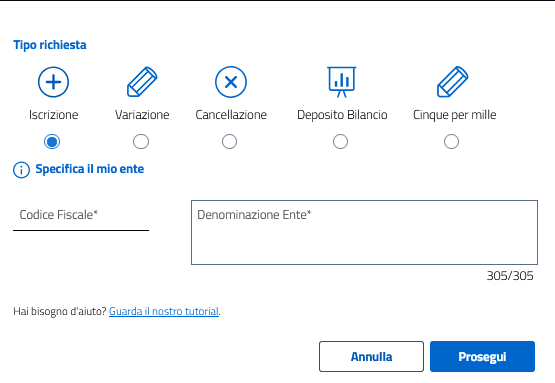 Tipo richiesta
Iscrizione Variazione Cancellazione Deposito Bilancio Cinque per mille
Specifica il mio ente
Codice Fiscale*
Denominazione Ente*
305/305
Hai bisogno d'aiuto? Guarda il nostro tutorial.
Annulla Prosegui